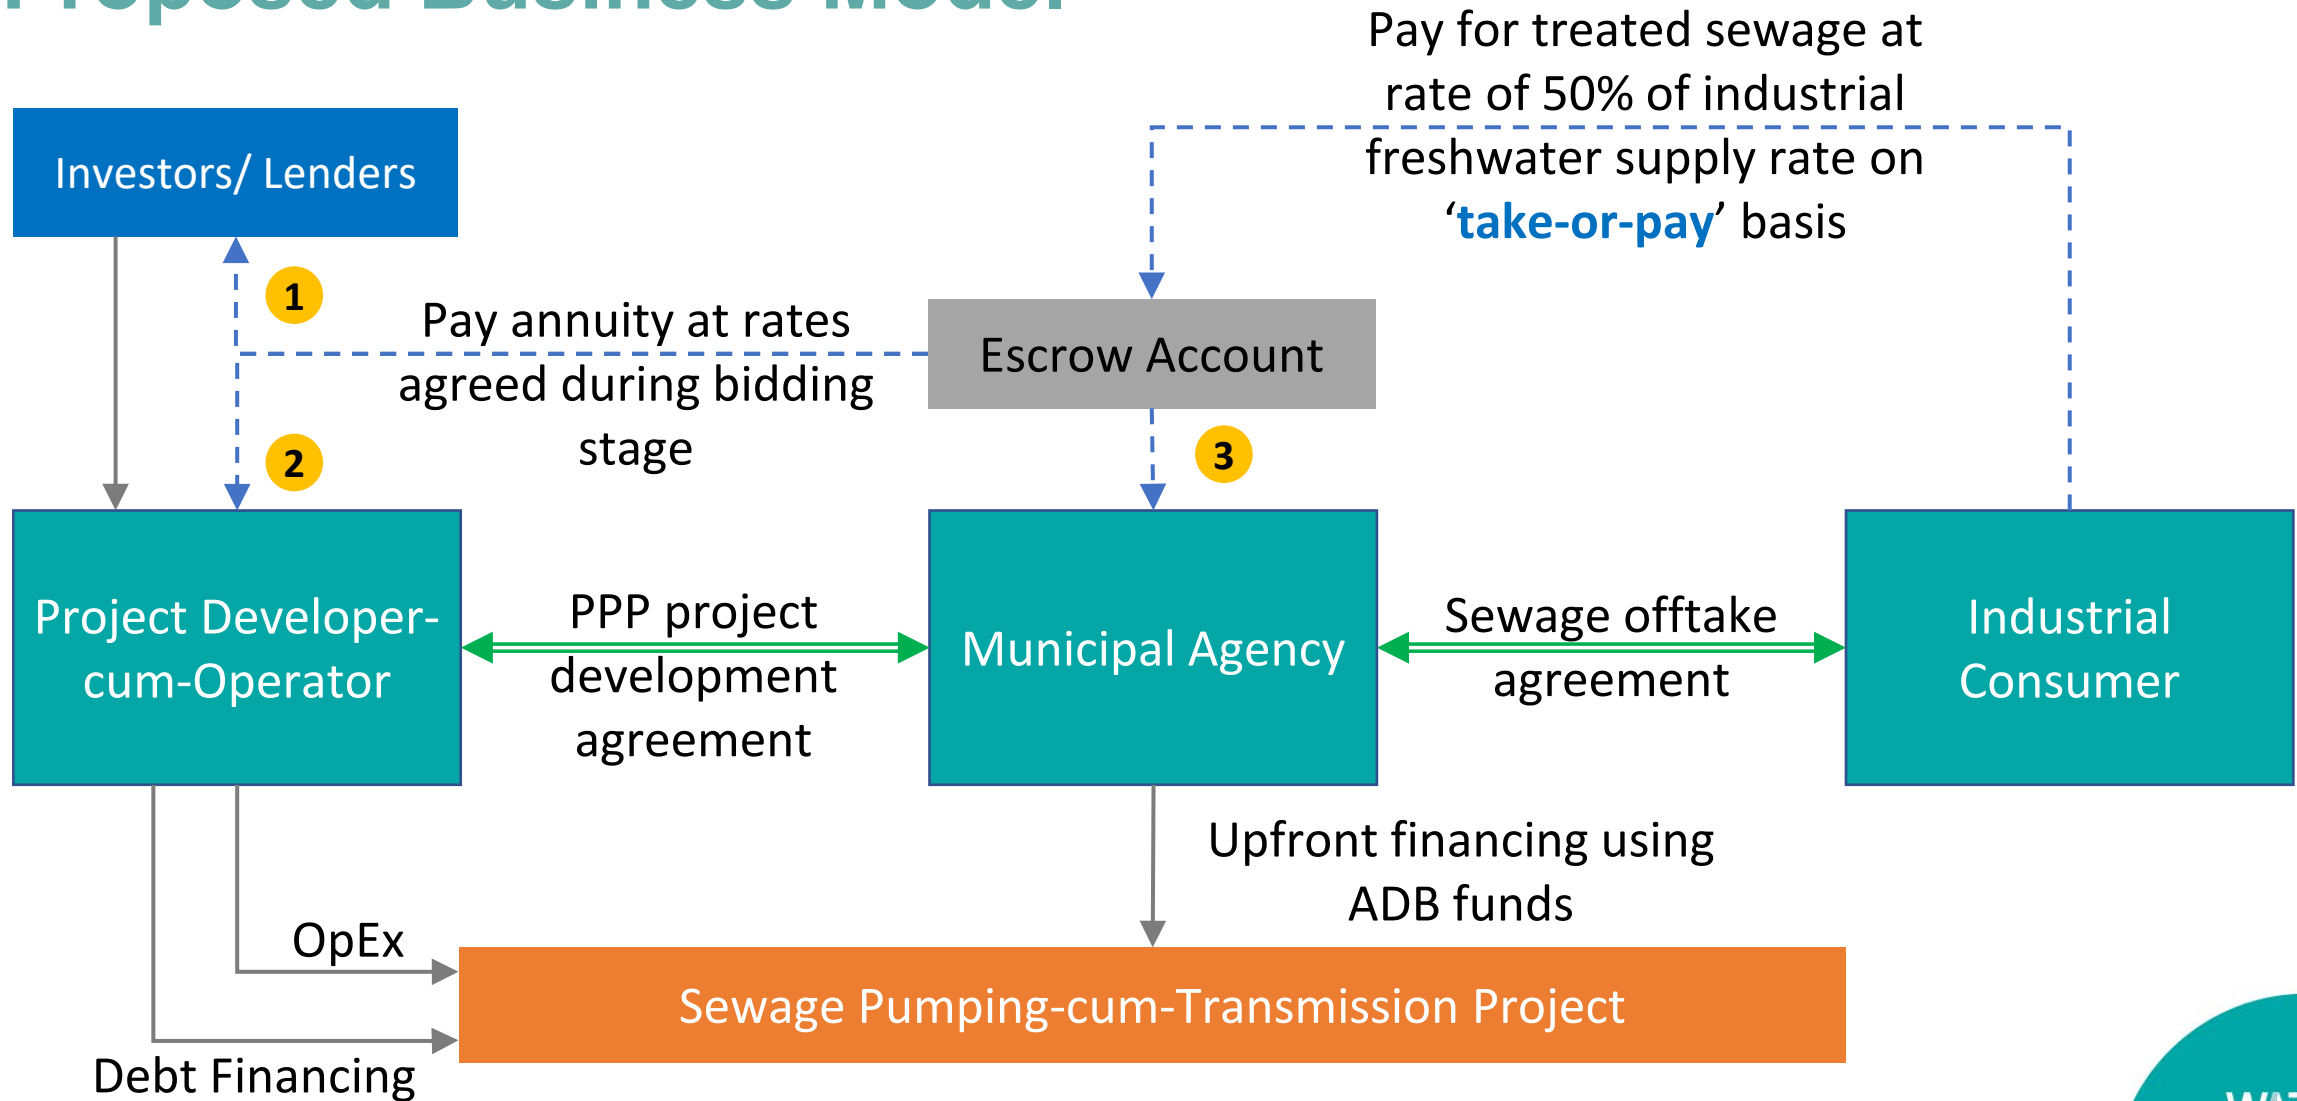 Proposed Business Model
Pay for treated sewage at
rate of 50% of industrial
freshwater supply rate on
‘take-or-pay’ basis
Investors/ Lenders
1
Pay annuity at rates
agreed during bidding
stage
Escrow Account
2
3
Project Developer-
cum-Operator
PPP project
development
agreement
Municipal Agency
Sewage offtake
agreement
Industrial
Consumer
Upfront financing using
ADB funds
OpEx
Sewage Pumping-cum-Transmission Project
Debt Financing